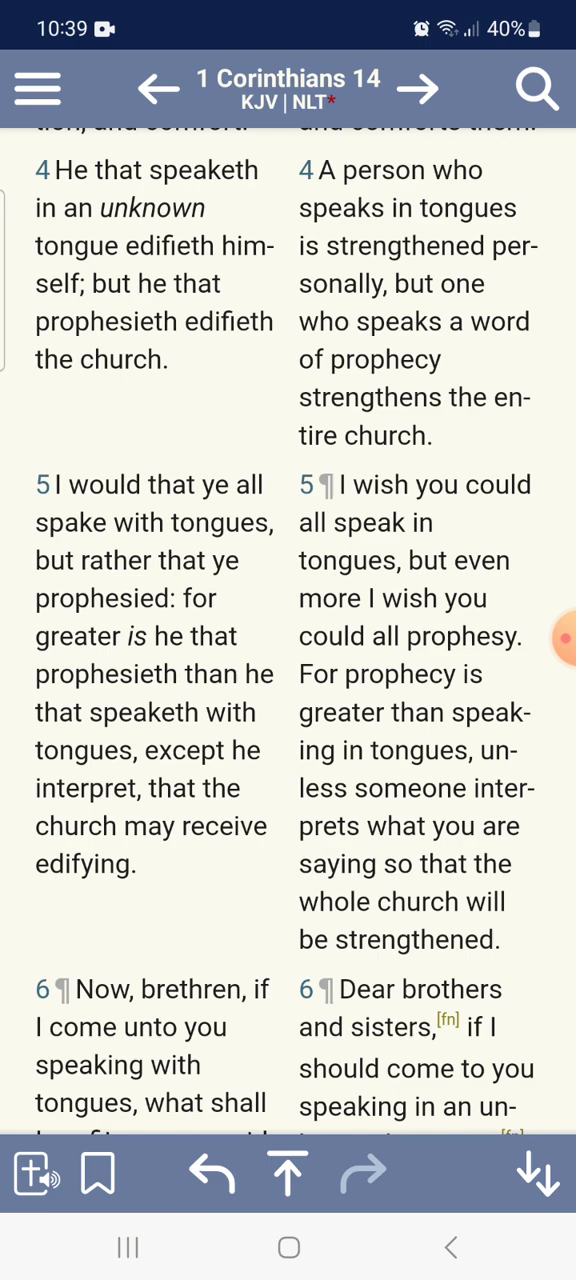 10:39
40%
1 Corinthians 14
KJV | NLT*
tion, and comfort.
and comforts them.
4 He that speaketh
in an unknown
tongue edifieth him-
self; but he that
prophesieth edifieth
the church.
4 A person who
speaks in tongues
is strengthened per-
sonally, but one
who speaks a word
of prophecy
strengthens the en-
tire church.
5 I would that ye all
spake with tongues,
but rather that ye
prophesied: for
greater is he that
prophesieth than he
that speaketh with
tongues, except he
interpret, that the
church may receive
edifying.
5 ¶ I wish you could
all speak in
tongues, but even
more I wish you
could all prophesy.
For prophecy is
greater than speak-
ing in tongues, un-
less someone inter-
prets what you are
saying so that the
whole church will
be strengthened.
6 ¶ Now, brethren, if
I come unto you
speaking with
tongues, what shall
6 ¶ Dear brothers
and sisters,[fn] if I
should come to you
speaking in an un-
[fn]